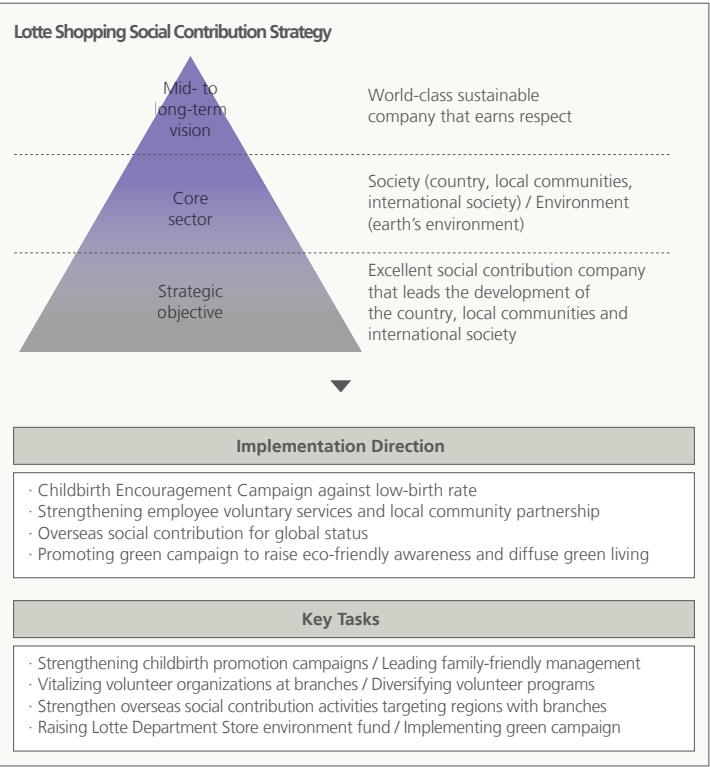 Lotte Shopping Social Contribution Strategy
Mid- to
long-term
vision
World-class sustainable
company that earns respect
Core
sector
Society (country, local communities,
international society) / Environment
(earth's environment)
Strategic
objective
Excellent social contribution company
that leads the development of
the country, local communities and
international society
Implementation Direction
· Childbirth Encouragement Campaign against low-birth rate
· Strengthening employee voluntary services and local community partnership
· Overseas social contribution for global status
· Promoting green campaign to raise eco-friendly awareness and diffuse green living
Key Tasks
· Strengthening childbirth promotion campaigns / Leading family-friendly management
· Vitalizing volunteer organizations at branches / Diversifying volunteer programs
· Strengthen overseas social contribution activities targeting regions with branches
· Raising Lotte Department Store environment fund / Implementing green campaign